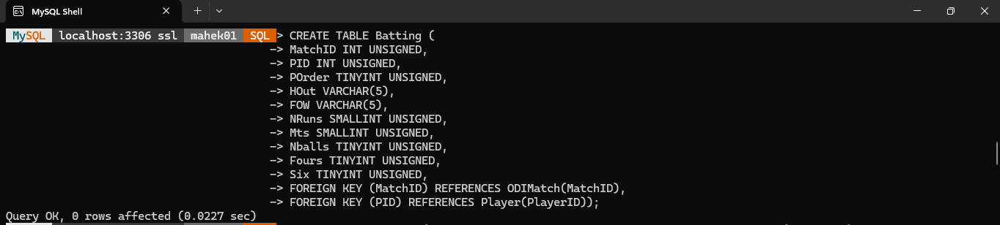 MySQL Shell
MySQL localhost:3306 ssl mahek01 SQL > CREATE TABLE Batting (
-> MatchID INT UNSIGNED,
-> PID INT UNSIGNED,
-> POrder TINYINT UNSIGNED,
-> HOut VARCHAR(5),
-> FOW VARCHAR(5),
-> NRuns SMALLINT UNSIGNED,
-> Mts SMALLINT UNSIGNED,
-> Nballs TINYINT UNSIGNED,
-> Fours TINYINT UNSIGNED,
-> Six TINYINT UNSIGNED,
-> FOREIGN KEY (MatchID) REFERENCES ODIMatch(MatchID),
-> FOREIGN KEY (PID) REFERENCES Player(PlayerID));
Query OK, 0 rows affected (0.0227 sec)